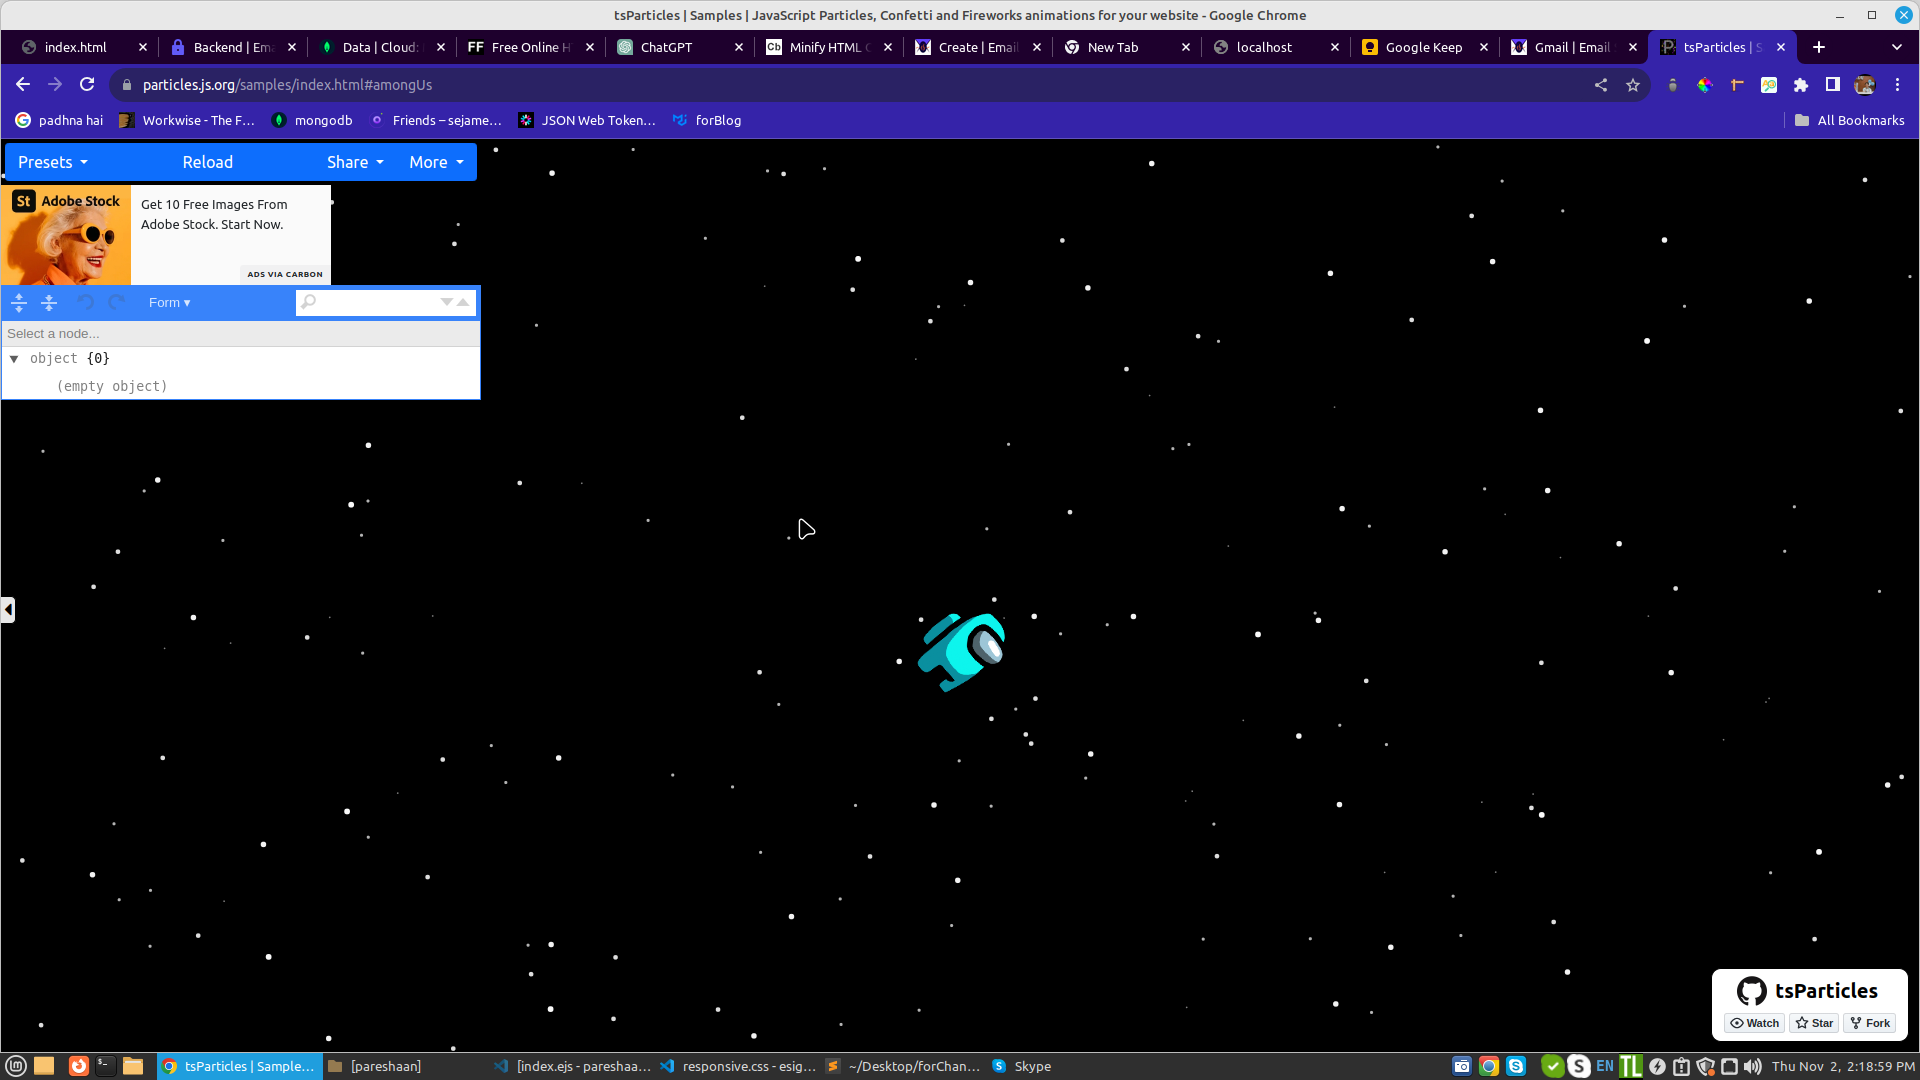 tsParticles | Samples | JavaScript Particles, Confetti and Fireworks animations for your website - Google Chrome
index.html
Backend | Ema
Data | Cloud:
Free Online H
ChatGPT
Minify HTML
Create | Email
New Tab
localhost
Google Keep
Gmail | Email
tsParticles | S
particles.js.org/samples/index.html#amongUs
padhna hai
Workwise - The F...
mongodb
Friends – sejame...
JSON Web Token...
forBlog
All Bookmarks
Presets
Reload
Share
More
St Adobe Stock
Get 10 Free Images From
Adobe Stock. Start Now.
ADS VIA CARBON
Form ▾
Select a node...
object {0}
(empty object)
tsParticles
Watch
Star
Fork
tsParticles | Sample...
[pareshaan]
[index.ejs - pareshaa...
responsive.css - esig...
~/Desktop/forChan...
Skype
EN
TL
Thu Nov 2, 2:18:59 PM